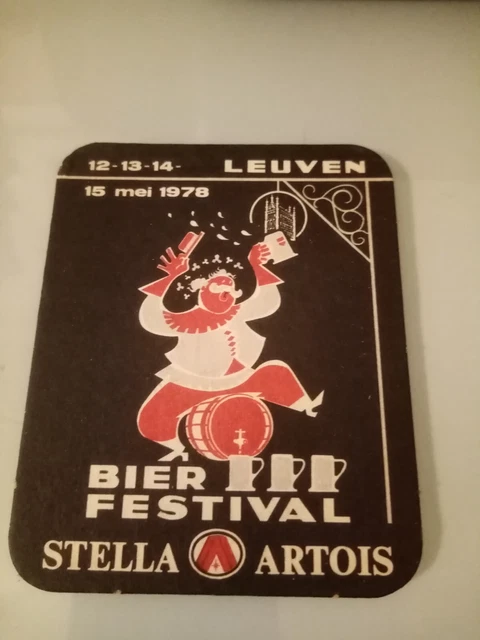 12-13-14- LEUVEN
15 mei 1978
BIER
FESTIVAL
STELLA ARTOIS